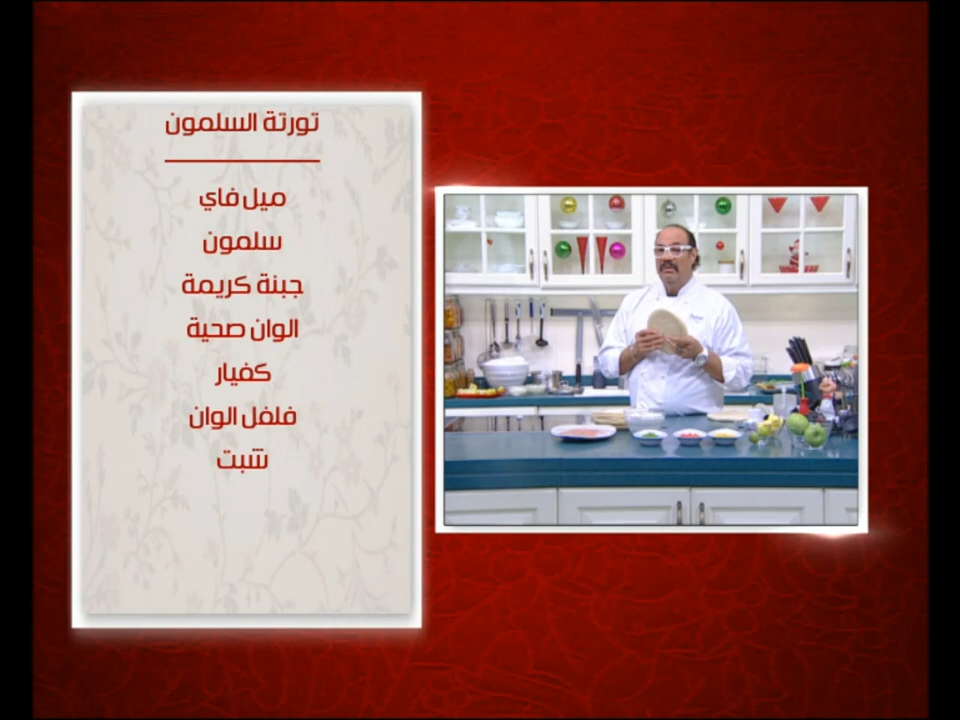 تورتة السلمون
ميل فاي
سلمون
جبنة كريمة
الوان صحية
كفيار
فلفل الوان
شبت